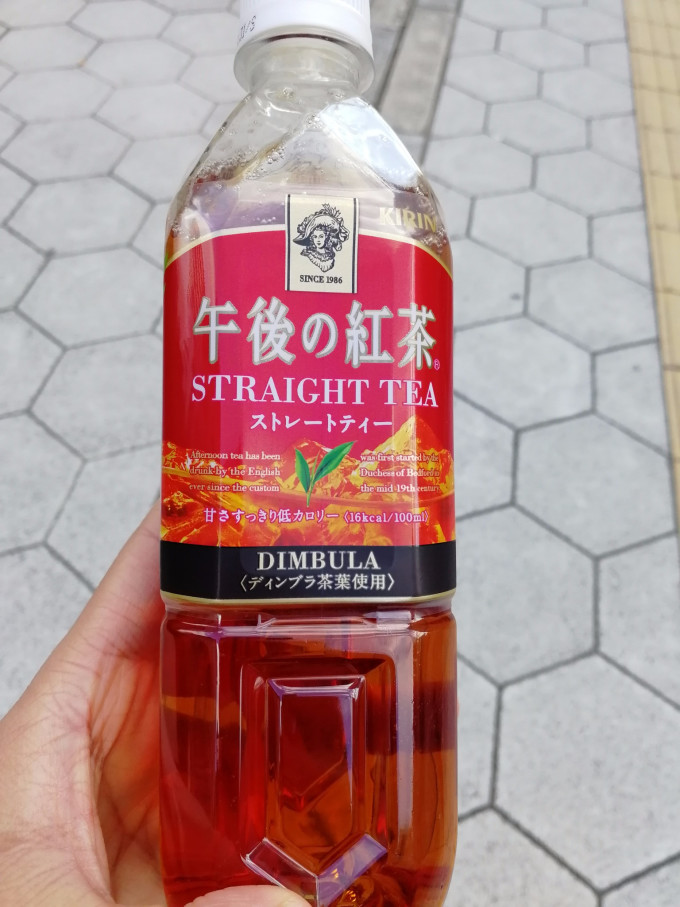 KIRIN
SINCE 1986
午後の紅茶®
STRAIGHT TEA
ストレートティー
Afternoon tea has been
drunk by the English
ever since the custom
was first started by the
Duchess of Bedford in
the mid 19th century
甘さすっきり低カロリー〈16kcal/100ml〉
DIMBULA
〈ディンブラ茶葉使用〉